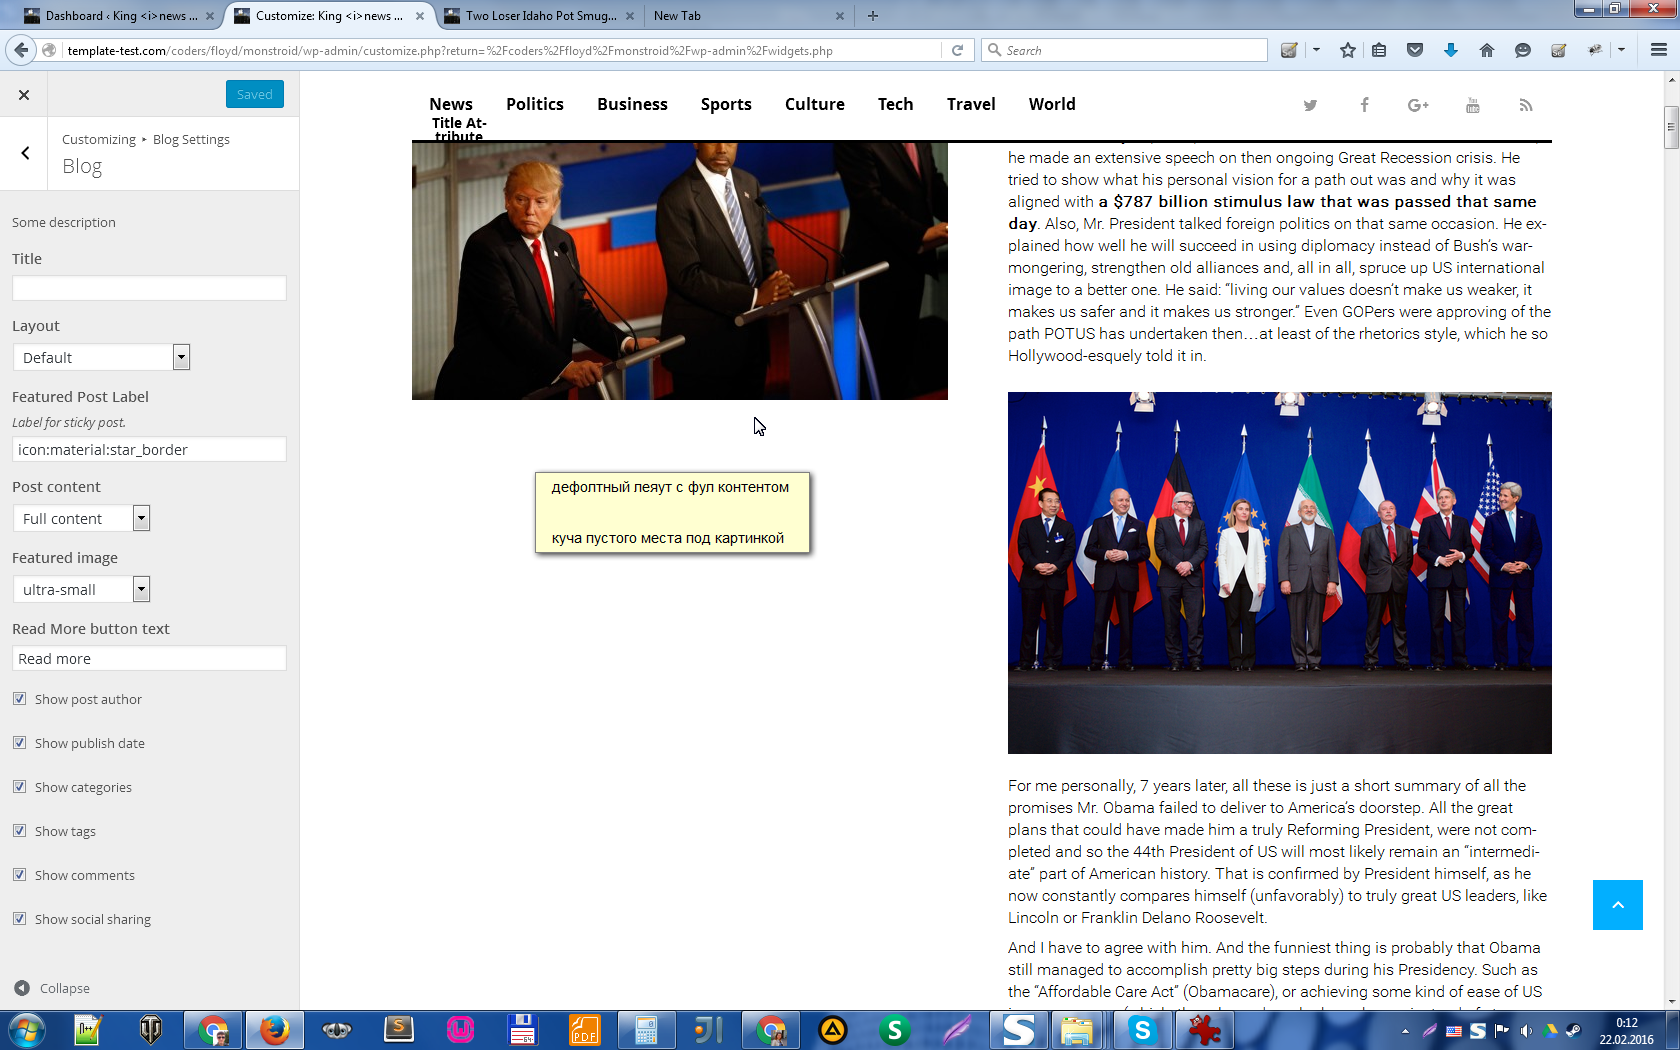 Dashboard ‹ King <i>news ...
Customize: King <i>news ...
Two Loser Idaho Pot Smug...
New Tab
template-test.com/coders/floyd/monstroid/wp-admin/customize.php?return=%2Fcoders%2Ffloyd%2Fmonstroid%2Fwp-admin%2Fwidgets.php
Search
Saved
Customizing ▸ Blog Settings
Blog
Some description
Title
Layout
Default
Featured Post Label
Label for sticky post.
icon:material:star_border
Post content
Full content
Featured image
ultra-small
Read More button text
Read more
Show post author
Show publish date
Show categories
Show tags
Show comments
Show social sharing
Collapse
News Politics Business Sports Culture Tech Travel World
Title At-
tribute
дефолтный леяут с фул контентом
куча пустого места под картинкой
he made an extensive speech on then ongoing Great Recession crisis. He
tried to show what his personal vision for a path out was and why it was
aligned with a $787 billion stimulus law that was passed that same
day. Also, Mr. President talked foreign politics on that same occasion. He ex-
plained how well he will succeed in using diplomacy instead of Bush’s war-
mongering, strengthen old alliances and, all in all, spruce up US international
image to a better one. He said: “living our values doesn’t make us weaker, it
makes us safer and it makes us stronger.” Even GOPers were approving of the
path POTUS has undertaken then…at least of the rhetorics style, which he so
Hollywood-esquely told it in.
For me personally, 7 years later, all these is just a short summary of all the
promises Mr. Obama failed to deliver to America’s doorstep. All the great
plans that could have made him a truly Reforming President, were not com-
pleted and so the 44th President of US will most likely remain an “intermedi-
ate” part of American history. That is confirmed by President himself, as he
now constantly compares himself (unfavorably) to truly great US leaders, like
Lincoln or Franklin Delano Roosevelt.
And I have to agree with him. And the funniest thing is probably that Obama
still managed to accomplish pretty big steps during his Presidency. Such as
the “Affordable Care Act” (Obamacare), or achieving some kind of ease of US
0:12
22.02.2016